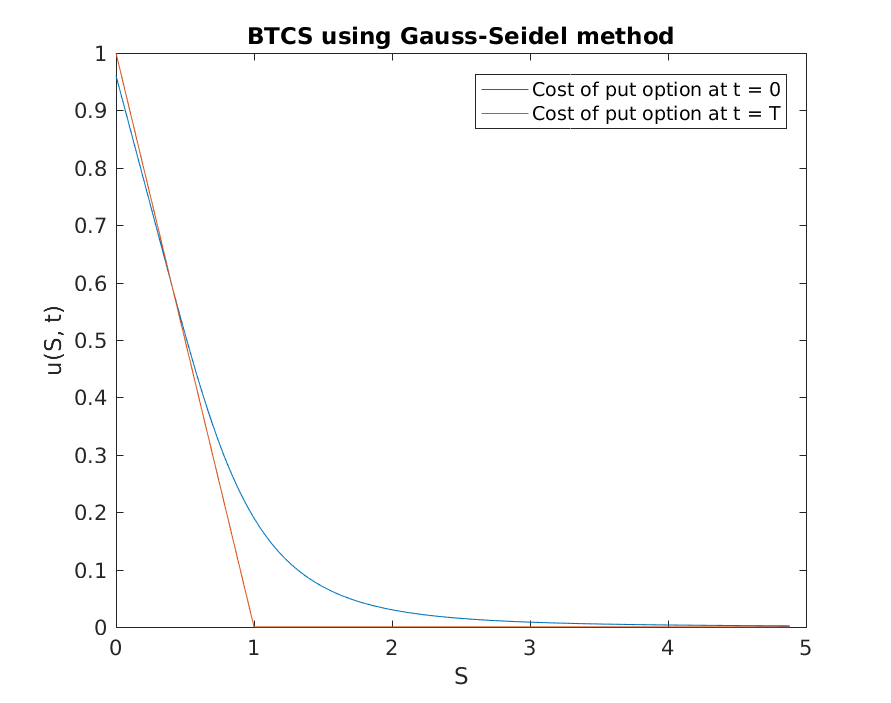 BTCS using Gauss-Seidel method
Cost of put option at t = 0
Cost of put option at t = T
1
0.9
0.8
0.7
0.6
0.5
0.4
0.3
0.2
0.1
0
u(S, t)
0 1 2 3 4 5
S